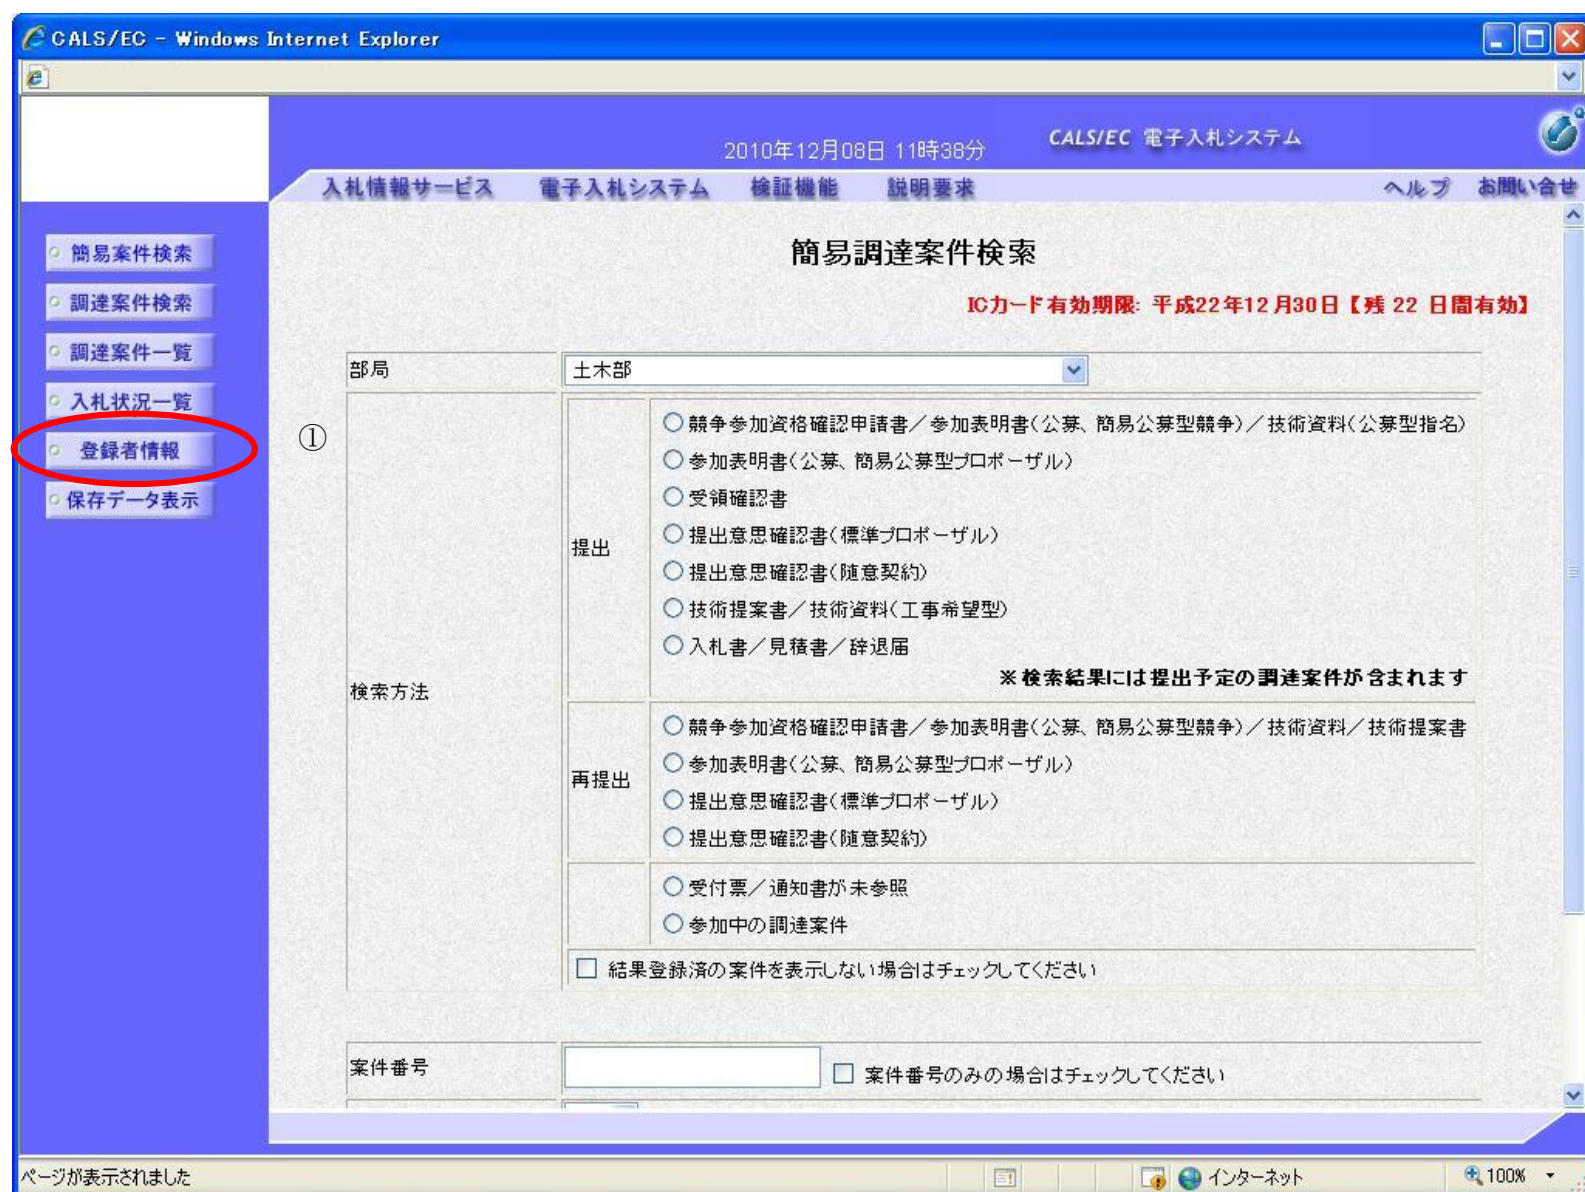 CALS/EC - Windows Internet Explorer
2010年12月08日 11時38分
CALS/EC 電子入札システム
入札情報サービス 電子入札システム 検証機能 説明要求 ヘルプ お問い合せ
簡易案件検索
調達案件検索
調達案件一覧
入札状況一覧
登録者情報
保存データ表示
①
簡易調達案件検索
ICカード有効期限: 平成22年12月30日【残 22 日間有効】
部局
土木部
検索方法
提出
競争参加資格確認申請書／参加表明書(公募、簡易公募型競争)／技術資料(公募型指名)
参加表明書(公募、簡易公募型プロポーザル)
受領確認書
提出意思確認書(標準プロポーザル)
提出意思確認書(随意契約)
技術提案書／技術資料(工事希望型)
入札書／見積書／辞退届
※検索結果には提出予定の調達案件が含まれます
再提出
競争参加資格確認申請書／参加表明書(公募、簡易公募型競争)／技術資料／技術提案書
参加表明書(公募、簡易公募型プロポーザル)
提出意思確認書(標準プロポーザル)
提出意思確認書(随意契約)
受付票／通知書が未参照
参加中の調達案件
結果登録済の案件を表示しない場合はチェックしてください
案件番号
案件番号のみの場合はチェックしてください
ページが表示されました
インターネット
100%